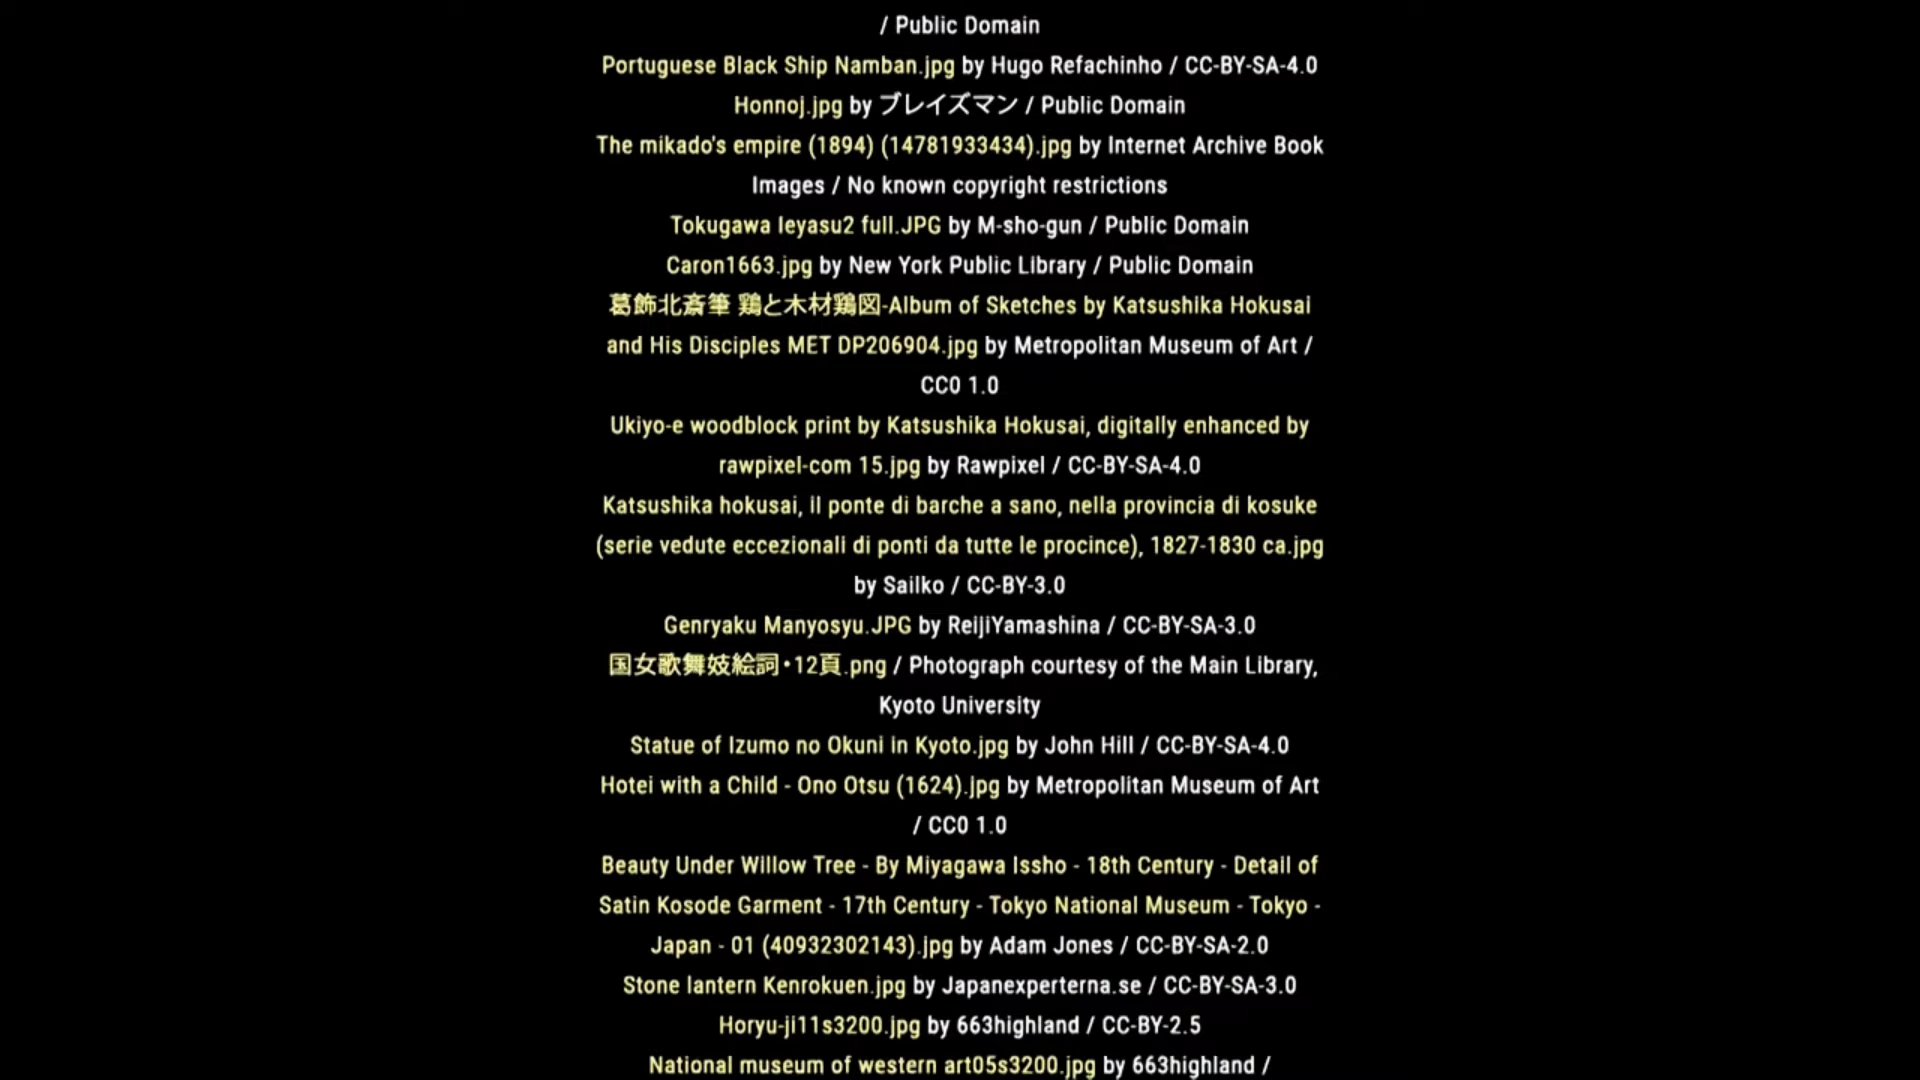 / Public Domain
Portuguese Black Ship Namban.jpg by Hugo Refachinho / CC-BY-SA-4.0
Honnoj.jpg by ブレイズマン / Public Domain
The mikado's empire (1894) (14781933434).jpg by Internet Archive Book
Images / No known copyright restrictions
Tokugawa Ieyasu2 full.JPG by M-sho-gun / Public Domain
Caron1663.jpg by New York Public Library / Public Domain
葛飾北斎筆 鶏と木材鶏図-Album of Sketches by Katsushika Hokusai
and His Disciples MET DP206904.jpg by Metropolitan Museum of Art /
CC0 1.0
Ukiyo-e woodblock print by Katsushika Hokusai, digitally enhanced by
rawpixel-com 15.jpg by Rawpixel / CC-BY-SA-4.0
Katsushika hokusai, il ponte di barche a sano, nella provincia di kosuke
(serie vedute eccezionali di ponti da tutte le procince), 1827-1830 ca.jpg
by Sailko / CC-BY-3.0
Genryaku Manyosyu.JPG by ReijiYamashina / CC-BY-SA-3.0
国女歌舞妓絵詞・12頁.png / Photograph courtesy of the Main Library,
Kyoto University
Statue of Izumo no Okuni in Kyoto.jpg by John Hill / CC-BY-SA-4.0
Hotei with a Child - Ono Otsu (1624).jpg by Metropolitan Museum of Art
/ CC0 1.0
Beauty Under Willow Tree - By Miyagawa Issho - 18th Century - Detail of
Satin Kosode Garment - 17th Century - Tokyo National Museum - Tokyo -
Japan - 01 (40932302143).jpg by Adam Jones / CC-BY-SA-2.0
Stone lantern Kenrokuen.jpg by Japanexperterna.se / CC-BY-SA-3.0
Horyu-ji11s3200.jpg by 663highland / CC-BY-2.5
National museum of western art05s3200.jpg by 663highland /